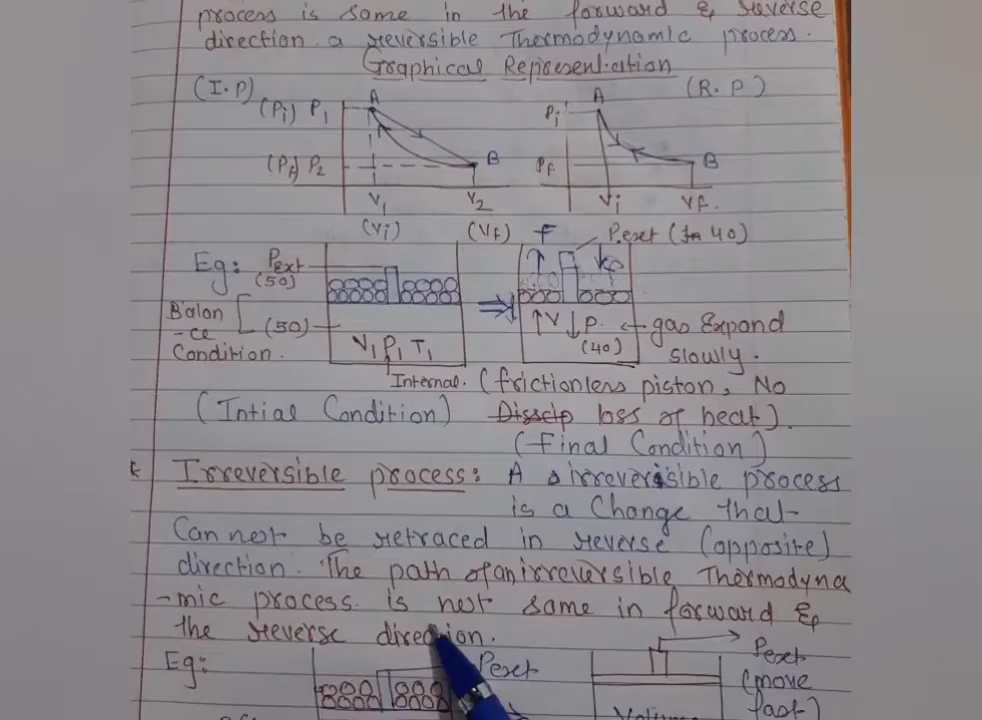 process is same in the forward & reverse
direction a reversible Thermodynamic process.
Graphical Representation
(I.P)
(Pi) P1
A
(Pf) P2
B
V1
V2
(Vi)
(Vf)
(R.P)
Pi
A
Pf
B
Vi
Vf.
Eg: Pext
(50)
Balan
-ce
Condition.
(50)
V1 P1 T1
Internal.
(Intial Condition)
f
P.ext (to 40)
↑V ↓P.
(40)
gas Expand
slowly.
(frictionless piston, No
loss of heat).
(Final Condition)
Irreversible process: A irreversible process
is a Change that
Can not be retraced in reverse (opposite)
direction. The path of an irreversible Thermodyna
-mic process is not same in forward &
the reverse direction.
Eg:
Pext
Pext
(move
fast)